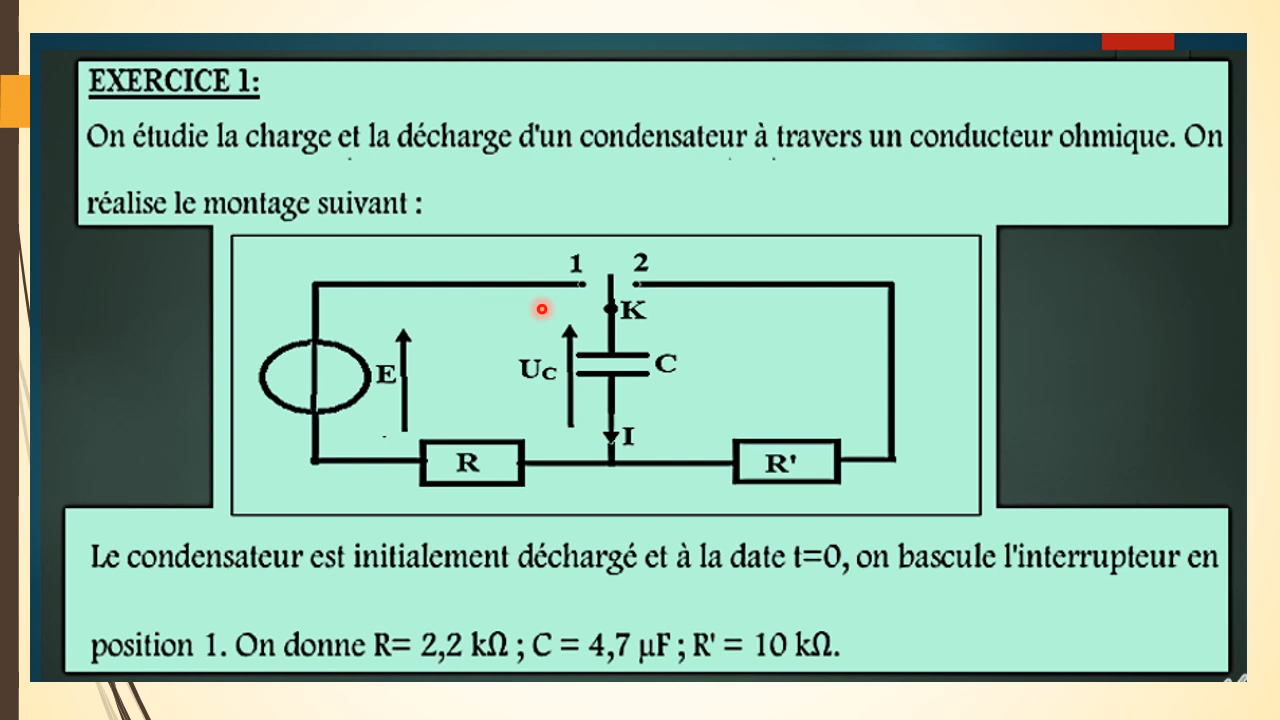 EXERCICE 1:
On étudie la charge et la décharge d'un condensateur à travers un conducteur ohmique. On
réalise le montage suivant :
1 2
K
E
Uc
C
I
R
R'
Le condensateur est initialement déchargé et à la date t=0, on bascule l'interrupteur en
position 1. On donne R= 2,2 kΩ ; C = 4,7 µF ; R' = 10 kΩ.